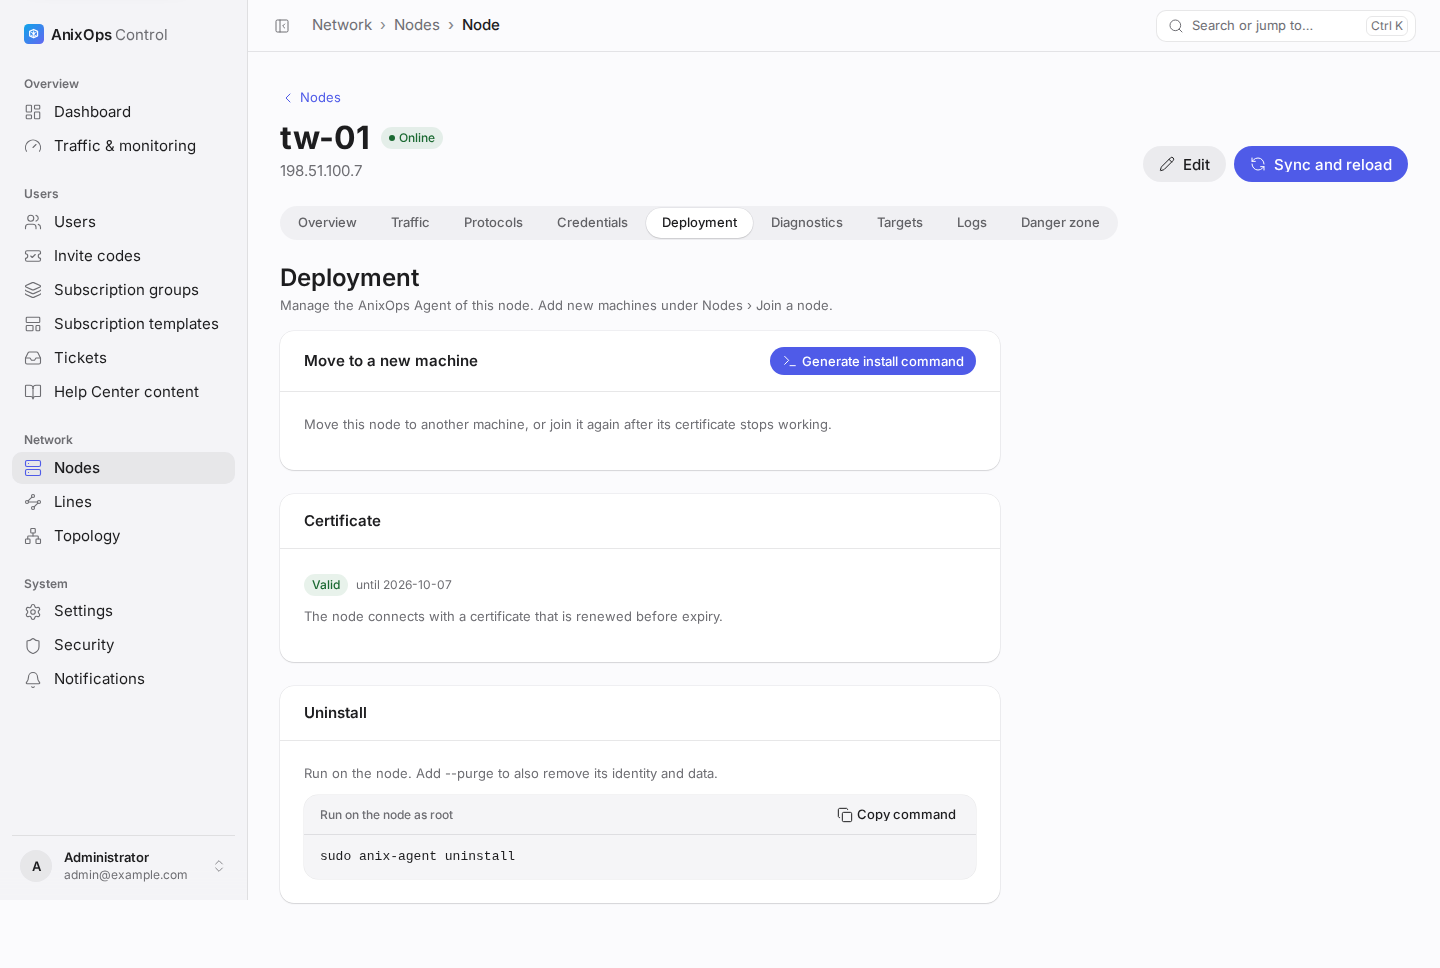 AnixOps Control
Overview
Dashboard
Traffic & monitoring
Users
Users
Invite codes
Subscription groups
Subscription templates
Tickets
Help Center content
Network
Nodes
Lines
Topology
System
Settings
Security
Notifications
A
Administrator
admin@example.com
Network › Nodes › Node
Search or jump to...
Ctrl K
Nodes
tw-01
Online
198.51.100.7
Edit
Sync and reload
Overview
Traffic
Protocols
Credentials
Deployment
Diagnostics
Targets
Logs
Danger zone
Deployment
Manage the AnixOps Agent of this node. Add new machines under Nodes › Join a node.
Move to a new machine
Generate install command
Move this node to another machine, or join it again after its certificate stops working.
Certificate
Valid
until 2026-10-07
The node connects with a certificate that is renewed before expiry.
Uninstall
Run on the node. Add --purge to also remove its identity and data.
Run on the node as root
Copy command
sudo anix-agent uninstall